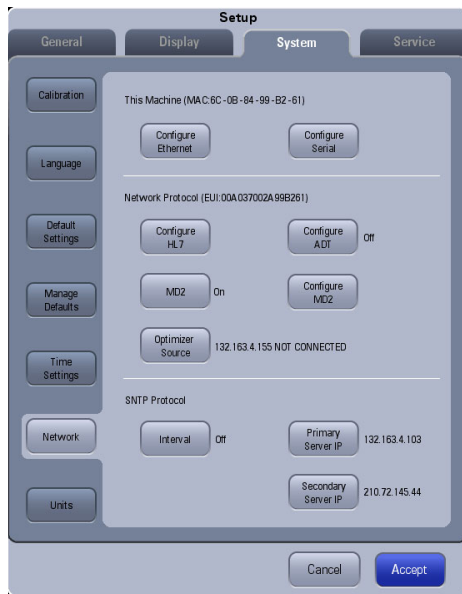 Setup
General
Display
System
Service
Calibration
Language
Default
Settings
Manage
Defaults
Time
Settings
Network
Units
This Machine (MAC:6C-0B-84-99-B2-61)
Configure
Ethernet
Configure
Serial
Network Protocol (EUI:00A037002A99B261)
Configure
HL7
Configure
ADT
Off
MD2
On
Configure
MD2
Optimizer
Source
132.163.4.155 NOT CONNECTED
SNTP Protocol
Interval
Off
Primary
Server IP
132.163.4.103
Secondary
Server IP
210.72.145.44
Cancel
Accept